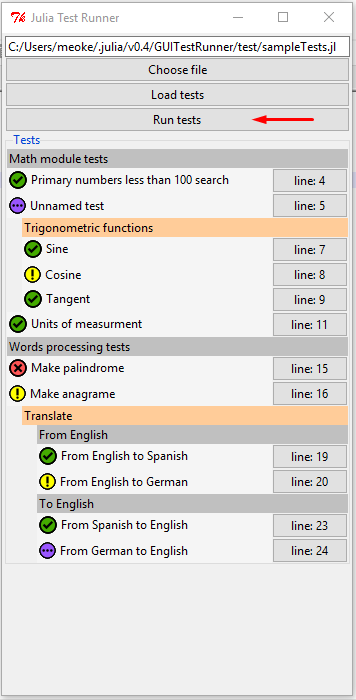 Julia Test Runner
C:/Users/meoke/.julia/v0.4/GUITestRunner/test/sampleTests.jl
Choose file
Load tests
Run tests
Tests
Math module tests
Primary numbers less than 100 search line: 4
Unnamed test line: 5
Trigonometric functions
Sine line: 7
Cosine line: 8
Tangent line: 9
Units of measurment line: 11
Words processing tests
Make palindrome line: 15
Make anagrame line: 16
Translate
From English
From English to Spanish line: 19
From English to German line: 20
To English
From Spanish to English line: 23
From German to English line: 24